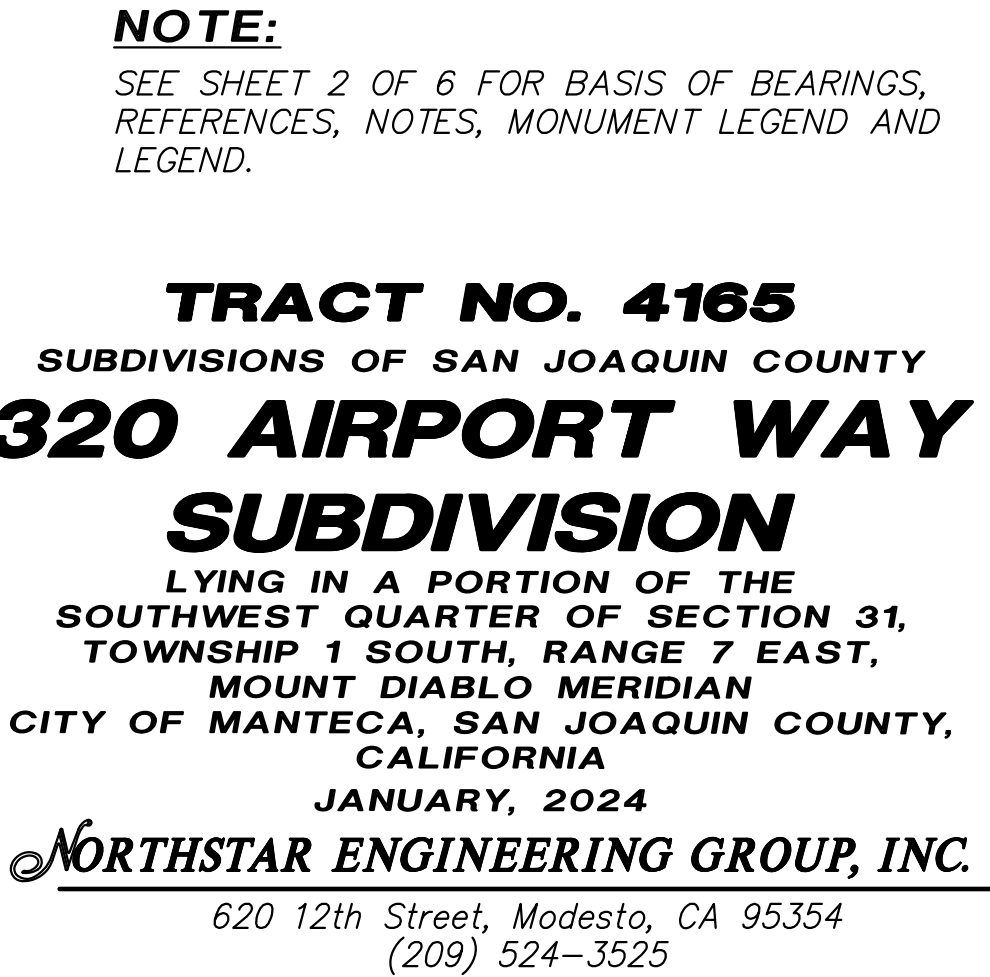 NOTE:
SEE SHEET 2 OF 6 FOR BASIS OF BEARINGS,
REFERENCES, NOTES, MONUMENT LEGEND AND
LEGEND.
TRACT NO. 4165
SUBDIVISIONS OF SAN JOAQUIN COUNTY
320 AIRPORT WAY
SUBDIVISION
LYING IN A PORTION OF THE
SOUTHWEST QUARTER OF SECTION 31,
TOWNSHIP 1 SOUTH, RANGE 7 EAST,
MOUNT DIABLO MERIDIAN
CITY OF MANTECA, SAN JOAQUIN COUNTY,
CALIFORNIA
JANUARY, 2024
NORTHSTAR ENGINEERING GROUP, INC.
620 12th Street, Modesto, CA 95354
(209) 524-3525